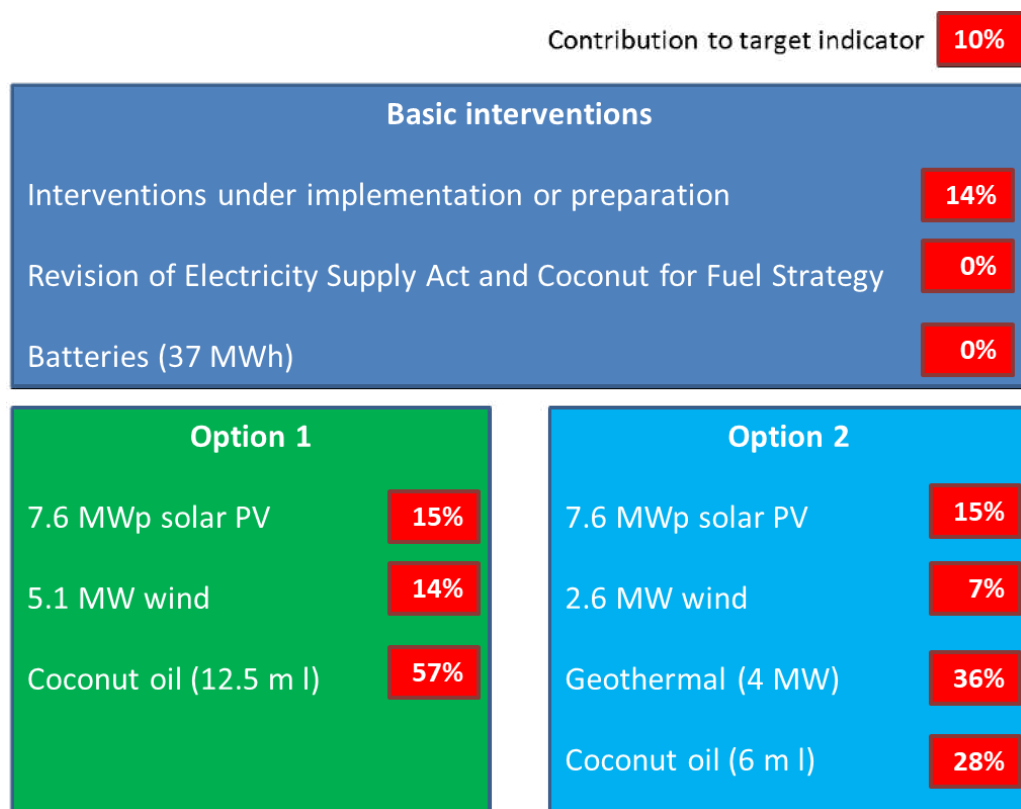 Contribution to target indicator 10%
Basic interventions
Interventions under implementation or preparation 14%
Revision of Electricity Supply Act and Coconut for Fuel Strategy 0%
Batteries (37 MWh) 0%
Option 1
7.6 MWp solar PV 15%
5.1 MW wind 14%
Coconut oil (12.5 m l) 57%
Option 2
7.6 MWp solar PV 15%
2.6 MW wind 7%
Geothermal (4 MW) 36%
Coconut oil (6 m l) 28%